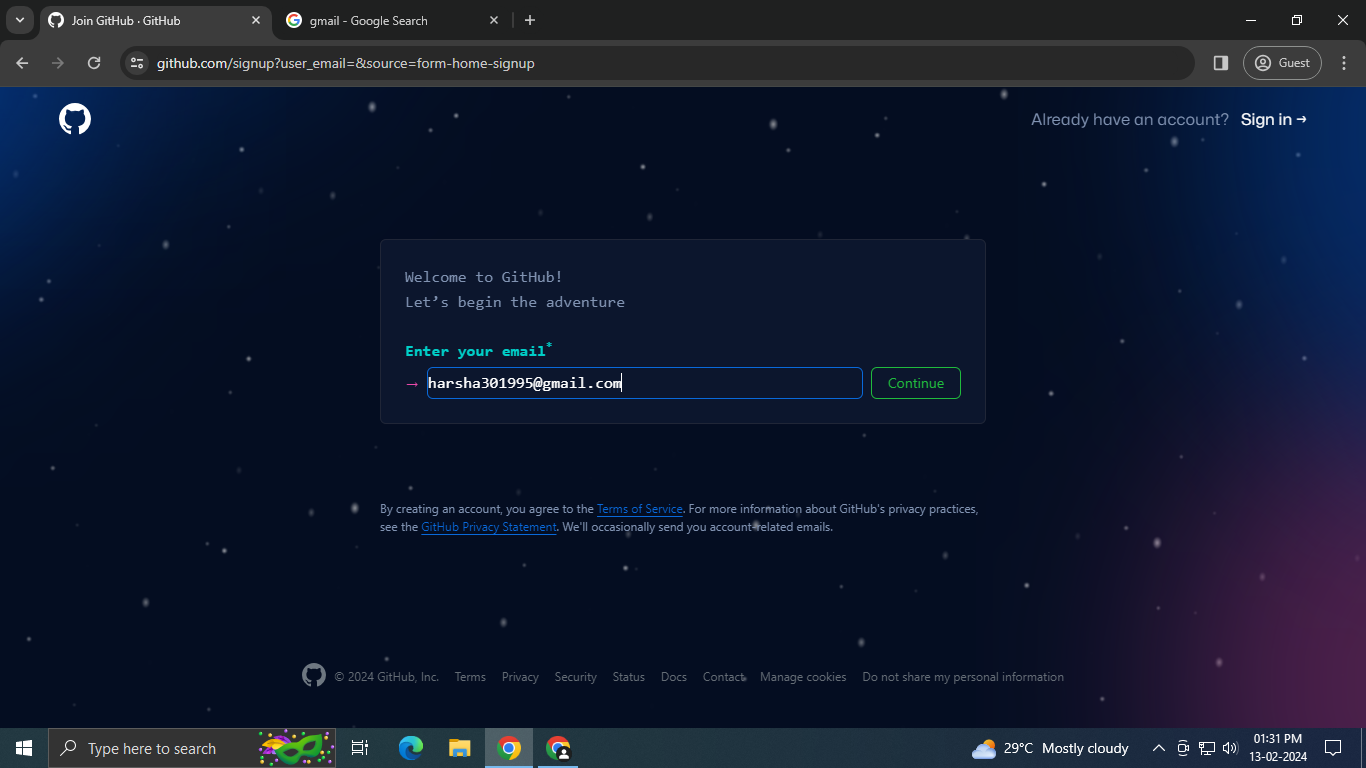 Join GitHub · GitHub
gmail - Google Search
github.com/signup?user_email=&source=form-home-signup
Guest
Already have an account? Sign in →
Welcome to GitHub!
Let’s begin the adventure
Enter your email*
→ harsha301995@gmail.com Continue
By creating an account, you agree to the Terms of Service. For more information about GitHub's privacy practices,
see the GitHub Privacy Statement. We'll occasionally send you account-related emails.
© 2024 GitHub, Inc. Terms Privacy Security Status Docs Contact Manage cookies Do not share my personal information
Type here to search
29°C Mostly cloudy
01:31 PM
13-02-2024